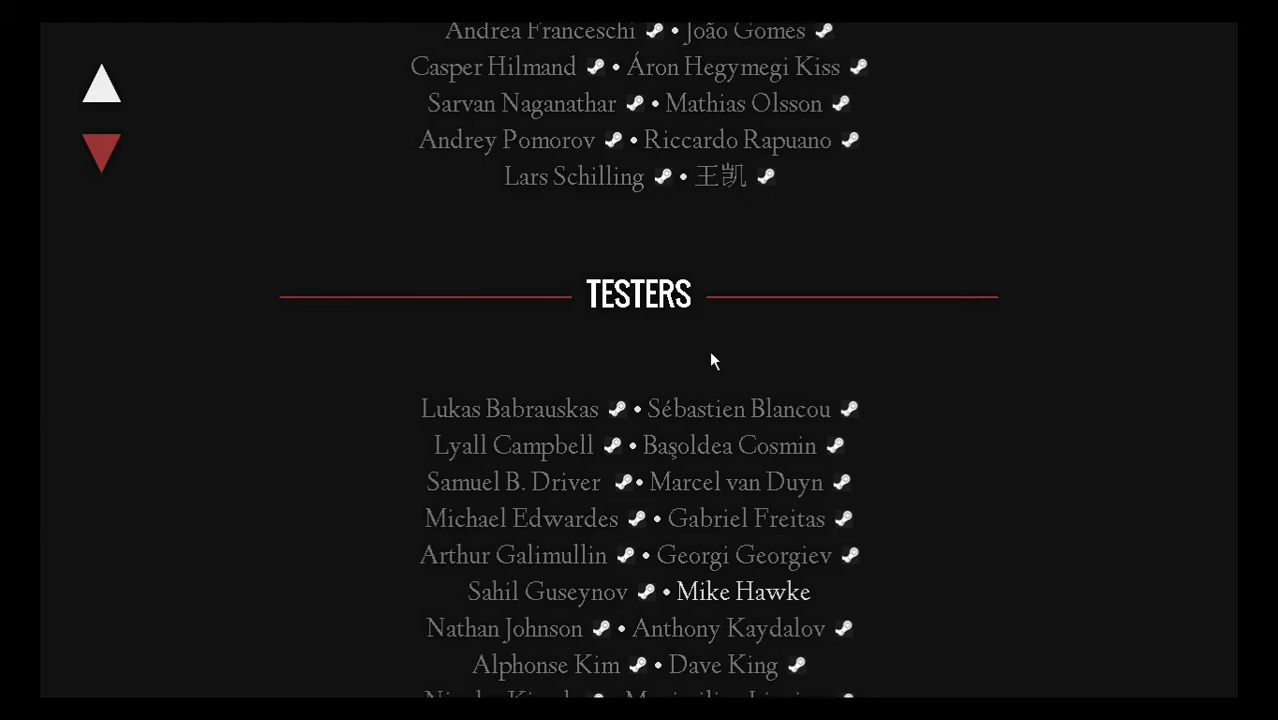 Andrea Franceschi • João Gomes
Casper Hilmand • Áron Hegymegi Kiss
Sarvan Naganathar • Mathias Olsson
Andrey Pomorov • Riccardo Rapuano
Lars Schilling • 王凯
TESTERS
Lukas Babrauskas • Sébastien Blancou
Lyall Campbell • Başoldea Cosmin
Samuel B. Driver • Marcel van Duyn
Michael Edwardes • Gabriel Freitas
Arthur Galimullin • Georgi Georgiev
Sahil Guseynov • Mike Hawke
Nathan Johnson • Anthony Kaydalov
Alphonse Kim • Dave King